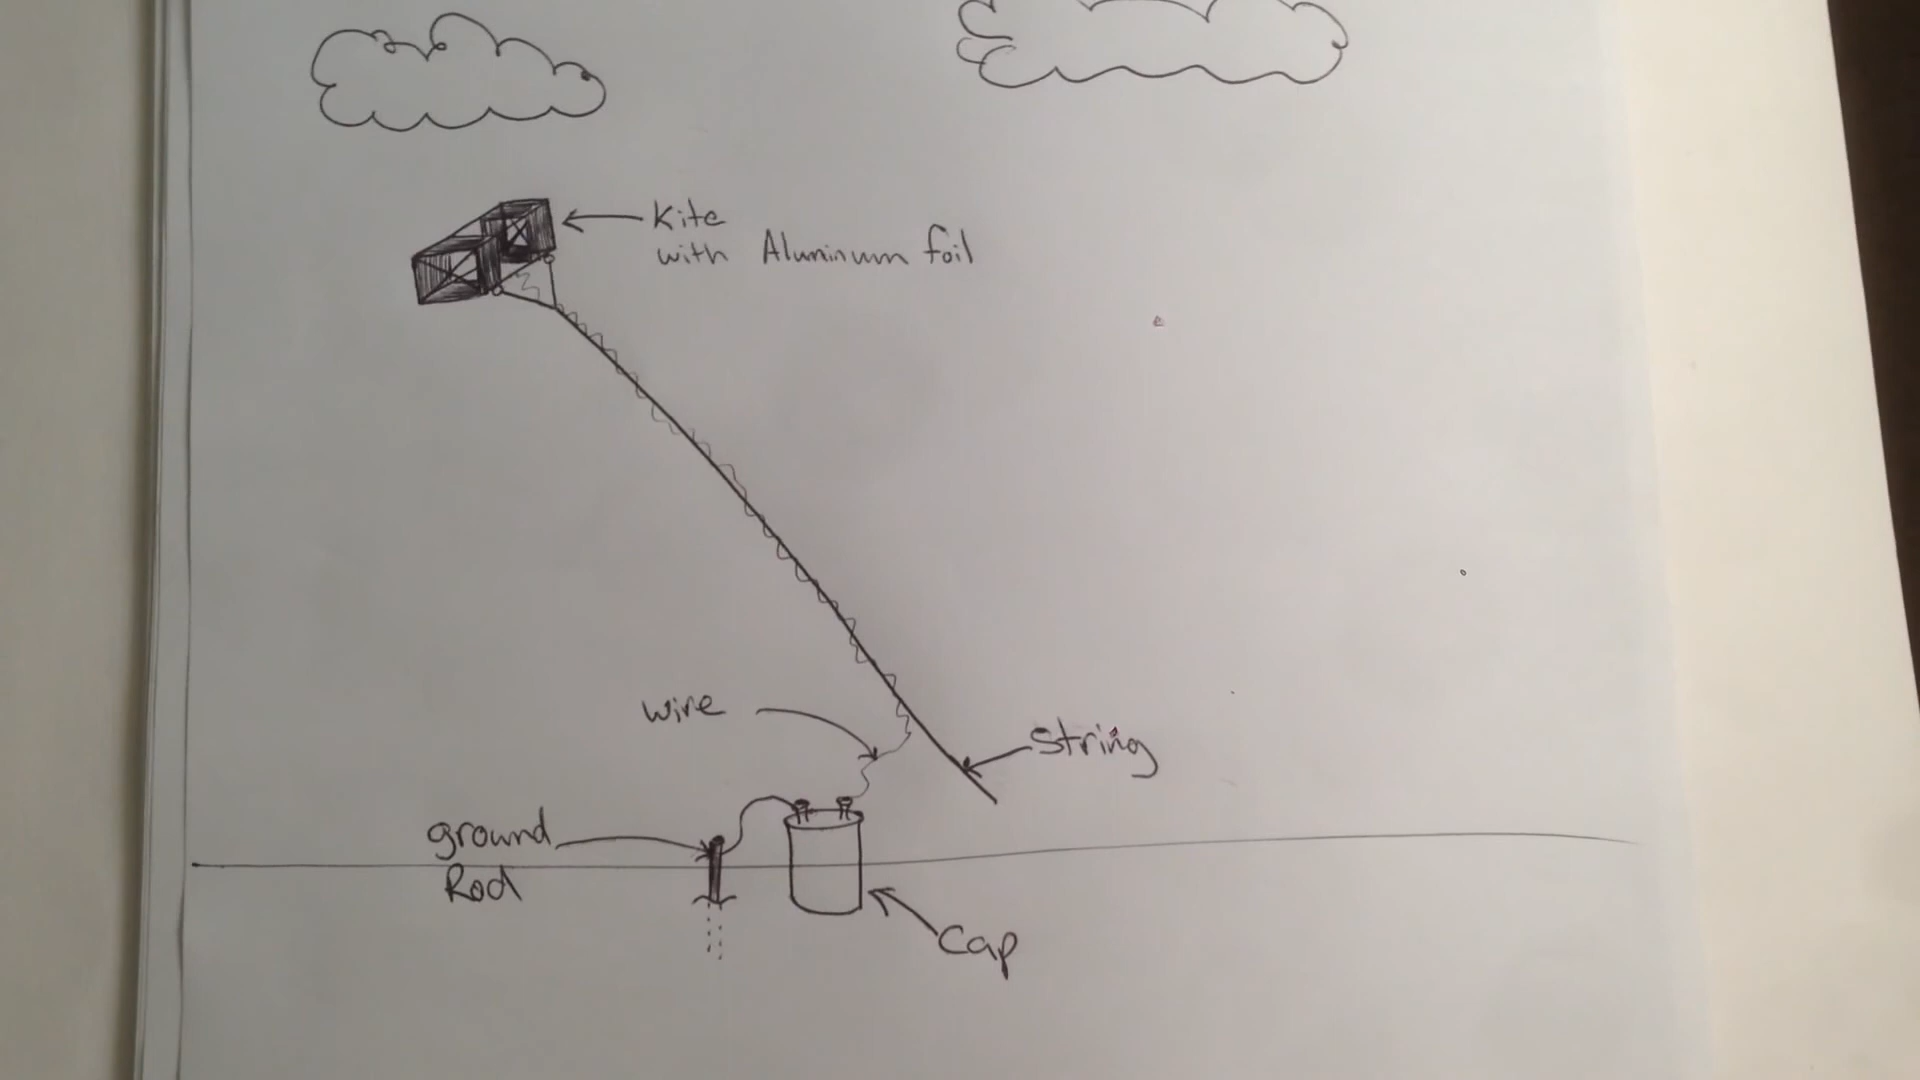 Kite
with Aluminum foil
wire
String
ground
Rod
Cap